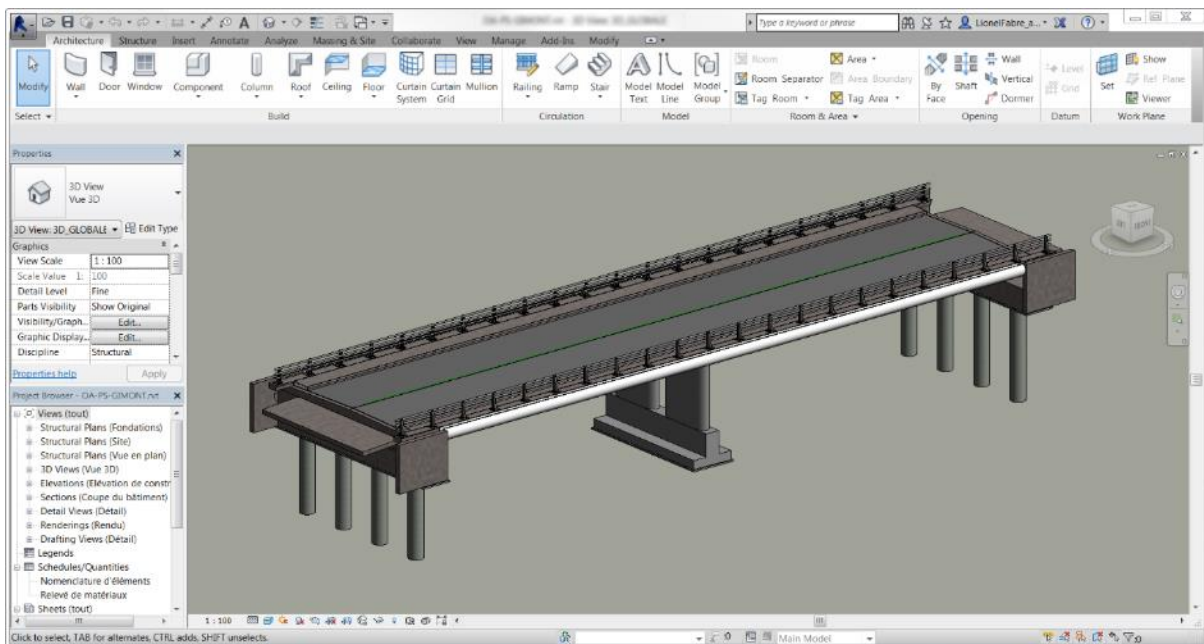 Type a keyword or phrase
LionelFabre_a...
Architecture Structure Insert Annotate Analyze Massing & Site Collaborate View Manage Add-Ins Modify
Modify Wall Door Window Component Column Roof Ceiling Floor Curtain System Curtain Grid Mullion Railing Ramp Stair Model Text Model Line Model Group
Room Area
Room Separator Area Boundary
Tag Room Tag Area
By Face Shaft Wall Vertical Dormer
Level Grid
Set Show Ref Plane Viewer
Select Build Circulation Model Room & Area Opening Datum Work Plane
Properties
3D View
Vue 3D
3D View: 3D_GLOBALE Edit Type
Graphics
View Scale 1 : 100
Scale Value 1: 100
Detail Level Fine
Parts Visibility Show Original
Visibility/Graph... Edit...
Graphic Display... Edit...
Discipline Structural
Properties help Apply
Project Browser - OA-PS-GIMONT.rvt
Views (tout)
Structural Plans (Fondations)
Structural Plans (Site)
Structural Plans (Vue en plan)
3D Views (Vue 3D)
Elevations (Elévation de constr
Sections (Coupe du bâtiment)
Detail Views (Détail)
Renderings (Rendu)
Drafting Views (Détail)
Legends
Schedules/Quantities
Nomenclature d'éléments
Relevé de matériaux
Sheets (tout)
1 : 100
Click to select, TAB for alternates, CTRL adds, SHIFT unselects.
:0
Main Model